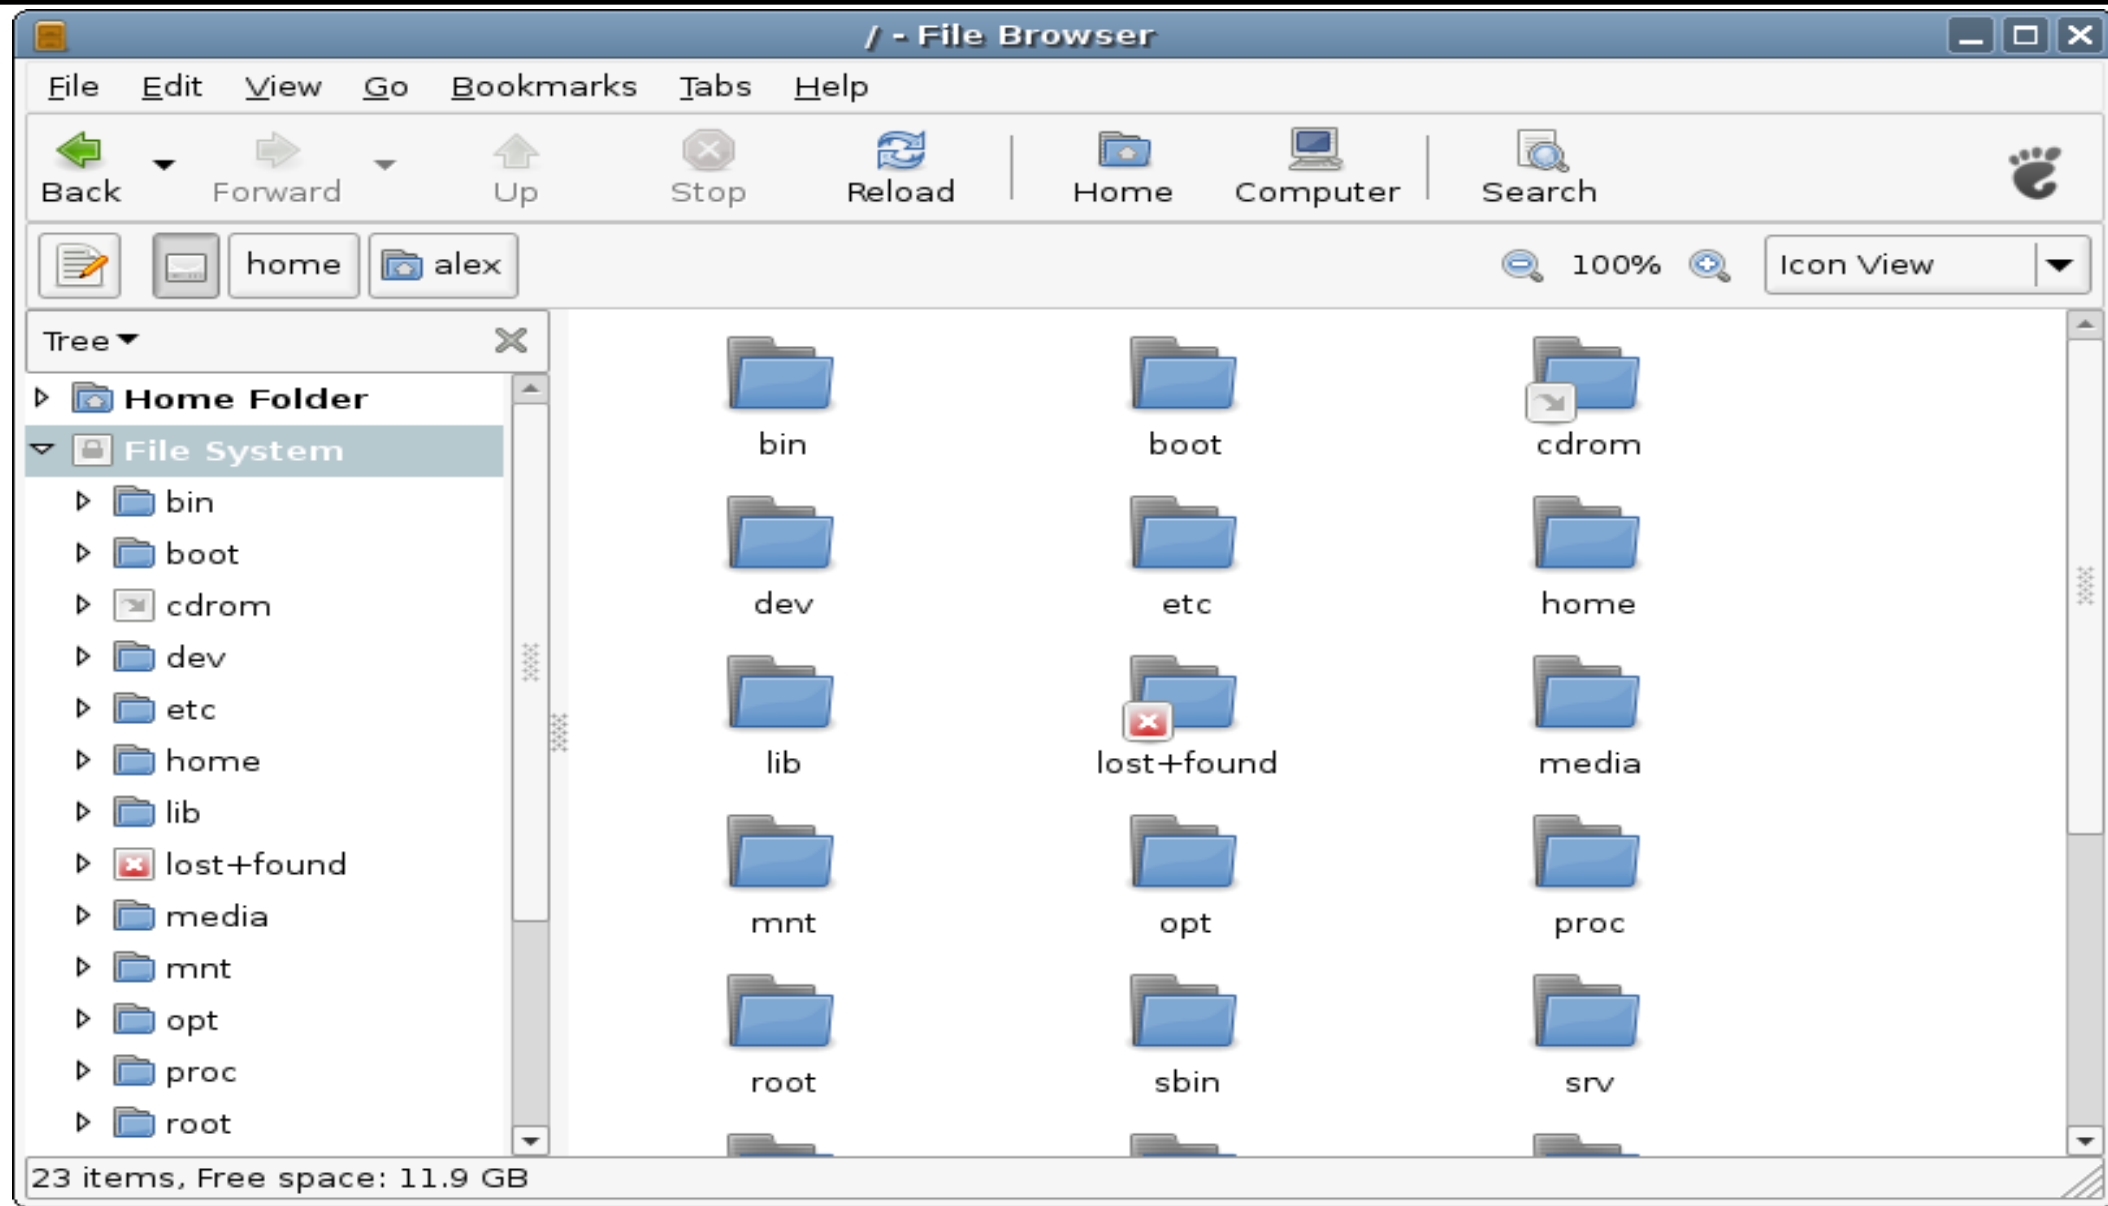 / - File Browser
File Edit View Go Bookmarks Tabs Help
Back Forward Up Stop Reload Home Computer Search
home alex 100% Icon View
Tree
Home Folder
File System
bin
boot
cdrom
dev
etc
home
lib
lost+found
media
mnt
opt
proc
root
bin boot cdrom
dev etc home
lib lost+found media
mnt opt proc
root sbin srv
23 items, Free space: 11.9 GB